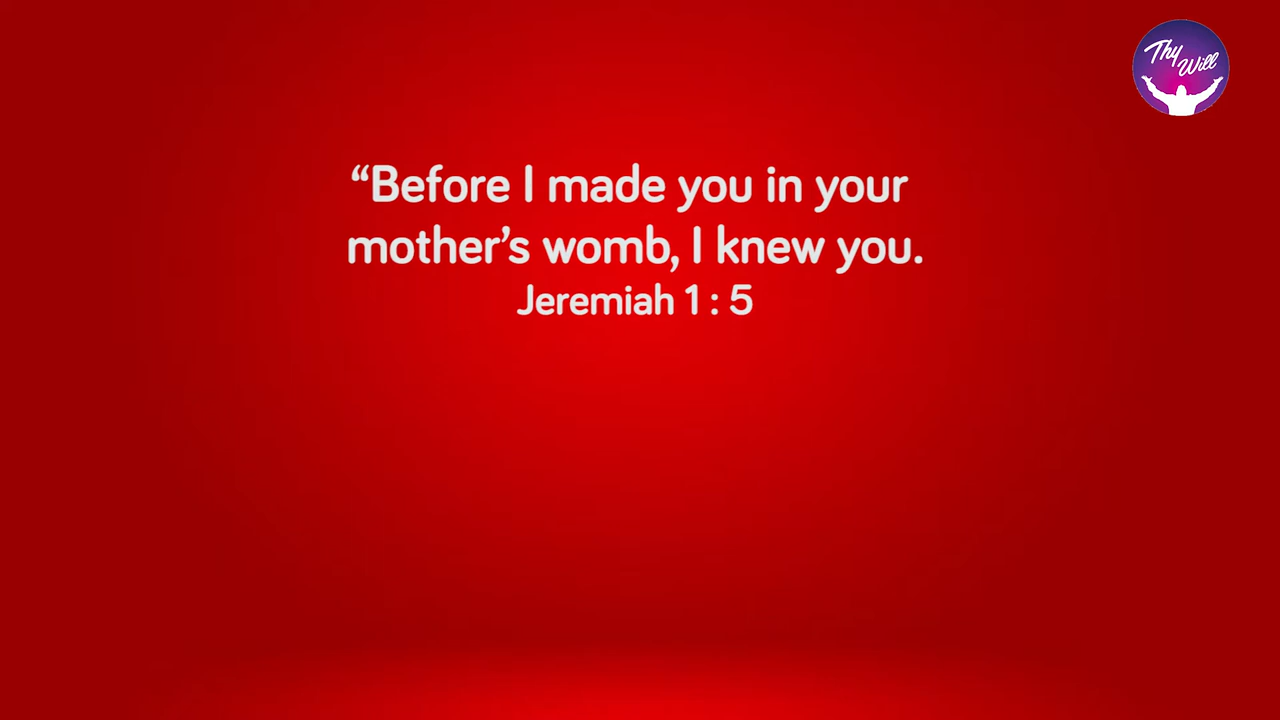 Thy
Will
“Before I made you in your
mother’s womb, I knew you.
Jeremiah 1 : 5